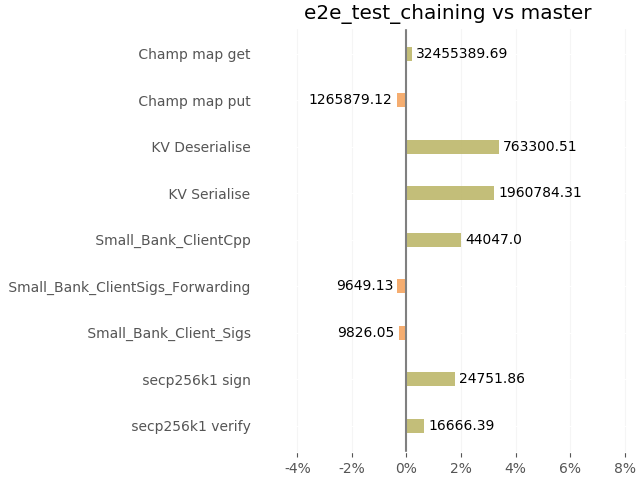 e2e_test_chaining vs master
Champ map get 32455389.69
Champ map put 1265879.12
KV Deserialise 763300.51
KV Serialise 1960784.31
Small_Bank_ClientCpp 44047.0
Small_Bank_ClientSigs_Forwarding 9649.13
Small_Bank_Client_Sigs 9826.05
secp256k1 sign 24751.86
secp256k1 verify 16666.39
-4% -2% 0% 2% 4% 6% 8%